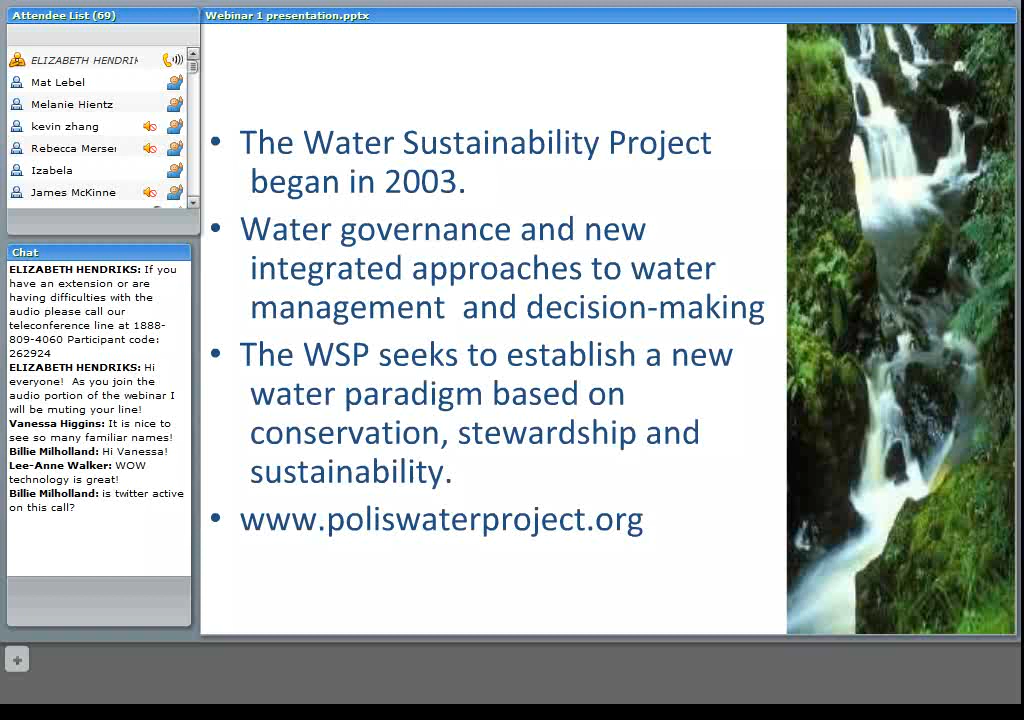 Attendee List (69)
ELIZABETH HENDRIK
Mat Lebel
Melanie Hientz
kevin zhang
Rebecca Merser
Izabela
James McKinne
Chat
ELIZABETH HENDRIKS: If you
have an extension or are
having difficulties with the
audio please call our
teleconference line at 1888-
809-4060 Participant code:
262924
ELIZABETH HENDRIKS: Hi
everyone! As you join the
audio portion of the webinar I
will be muting your line!
Vanessa Higgins: It is nice to
see so many familiar names!
Billie Milholland: Hi Vanessa!
Lee-Anne Walker: WOW
technology is great!
Billie Milholland: is twitter active
on this call?
Webinar 1 presentation.pptx
• The Water Sustainability Project
began in 2003.
• Water governance and new
integrated approaches to water
management and decision-making
• The WSP seeks to establish a new
water paradigm based on
conservation, stewardship and
sustainability.
• www.poliswaterproject.org